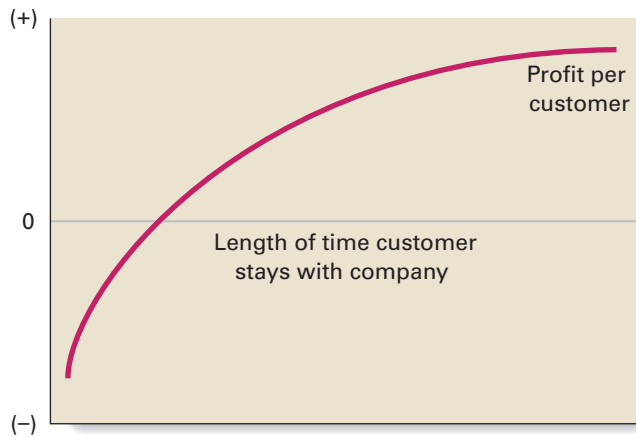 (+)
Profit per
customer
0
Length of time customer
stays with company
(–)